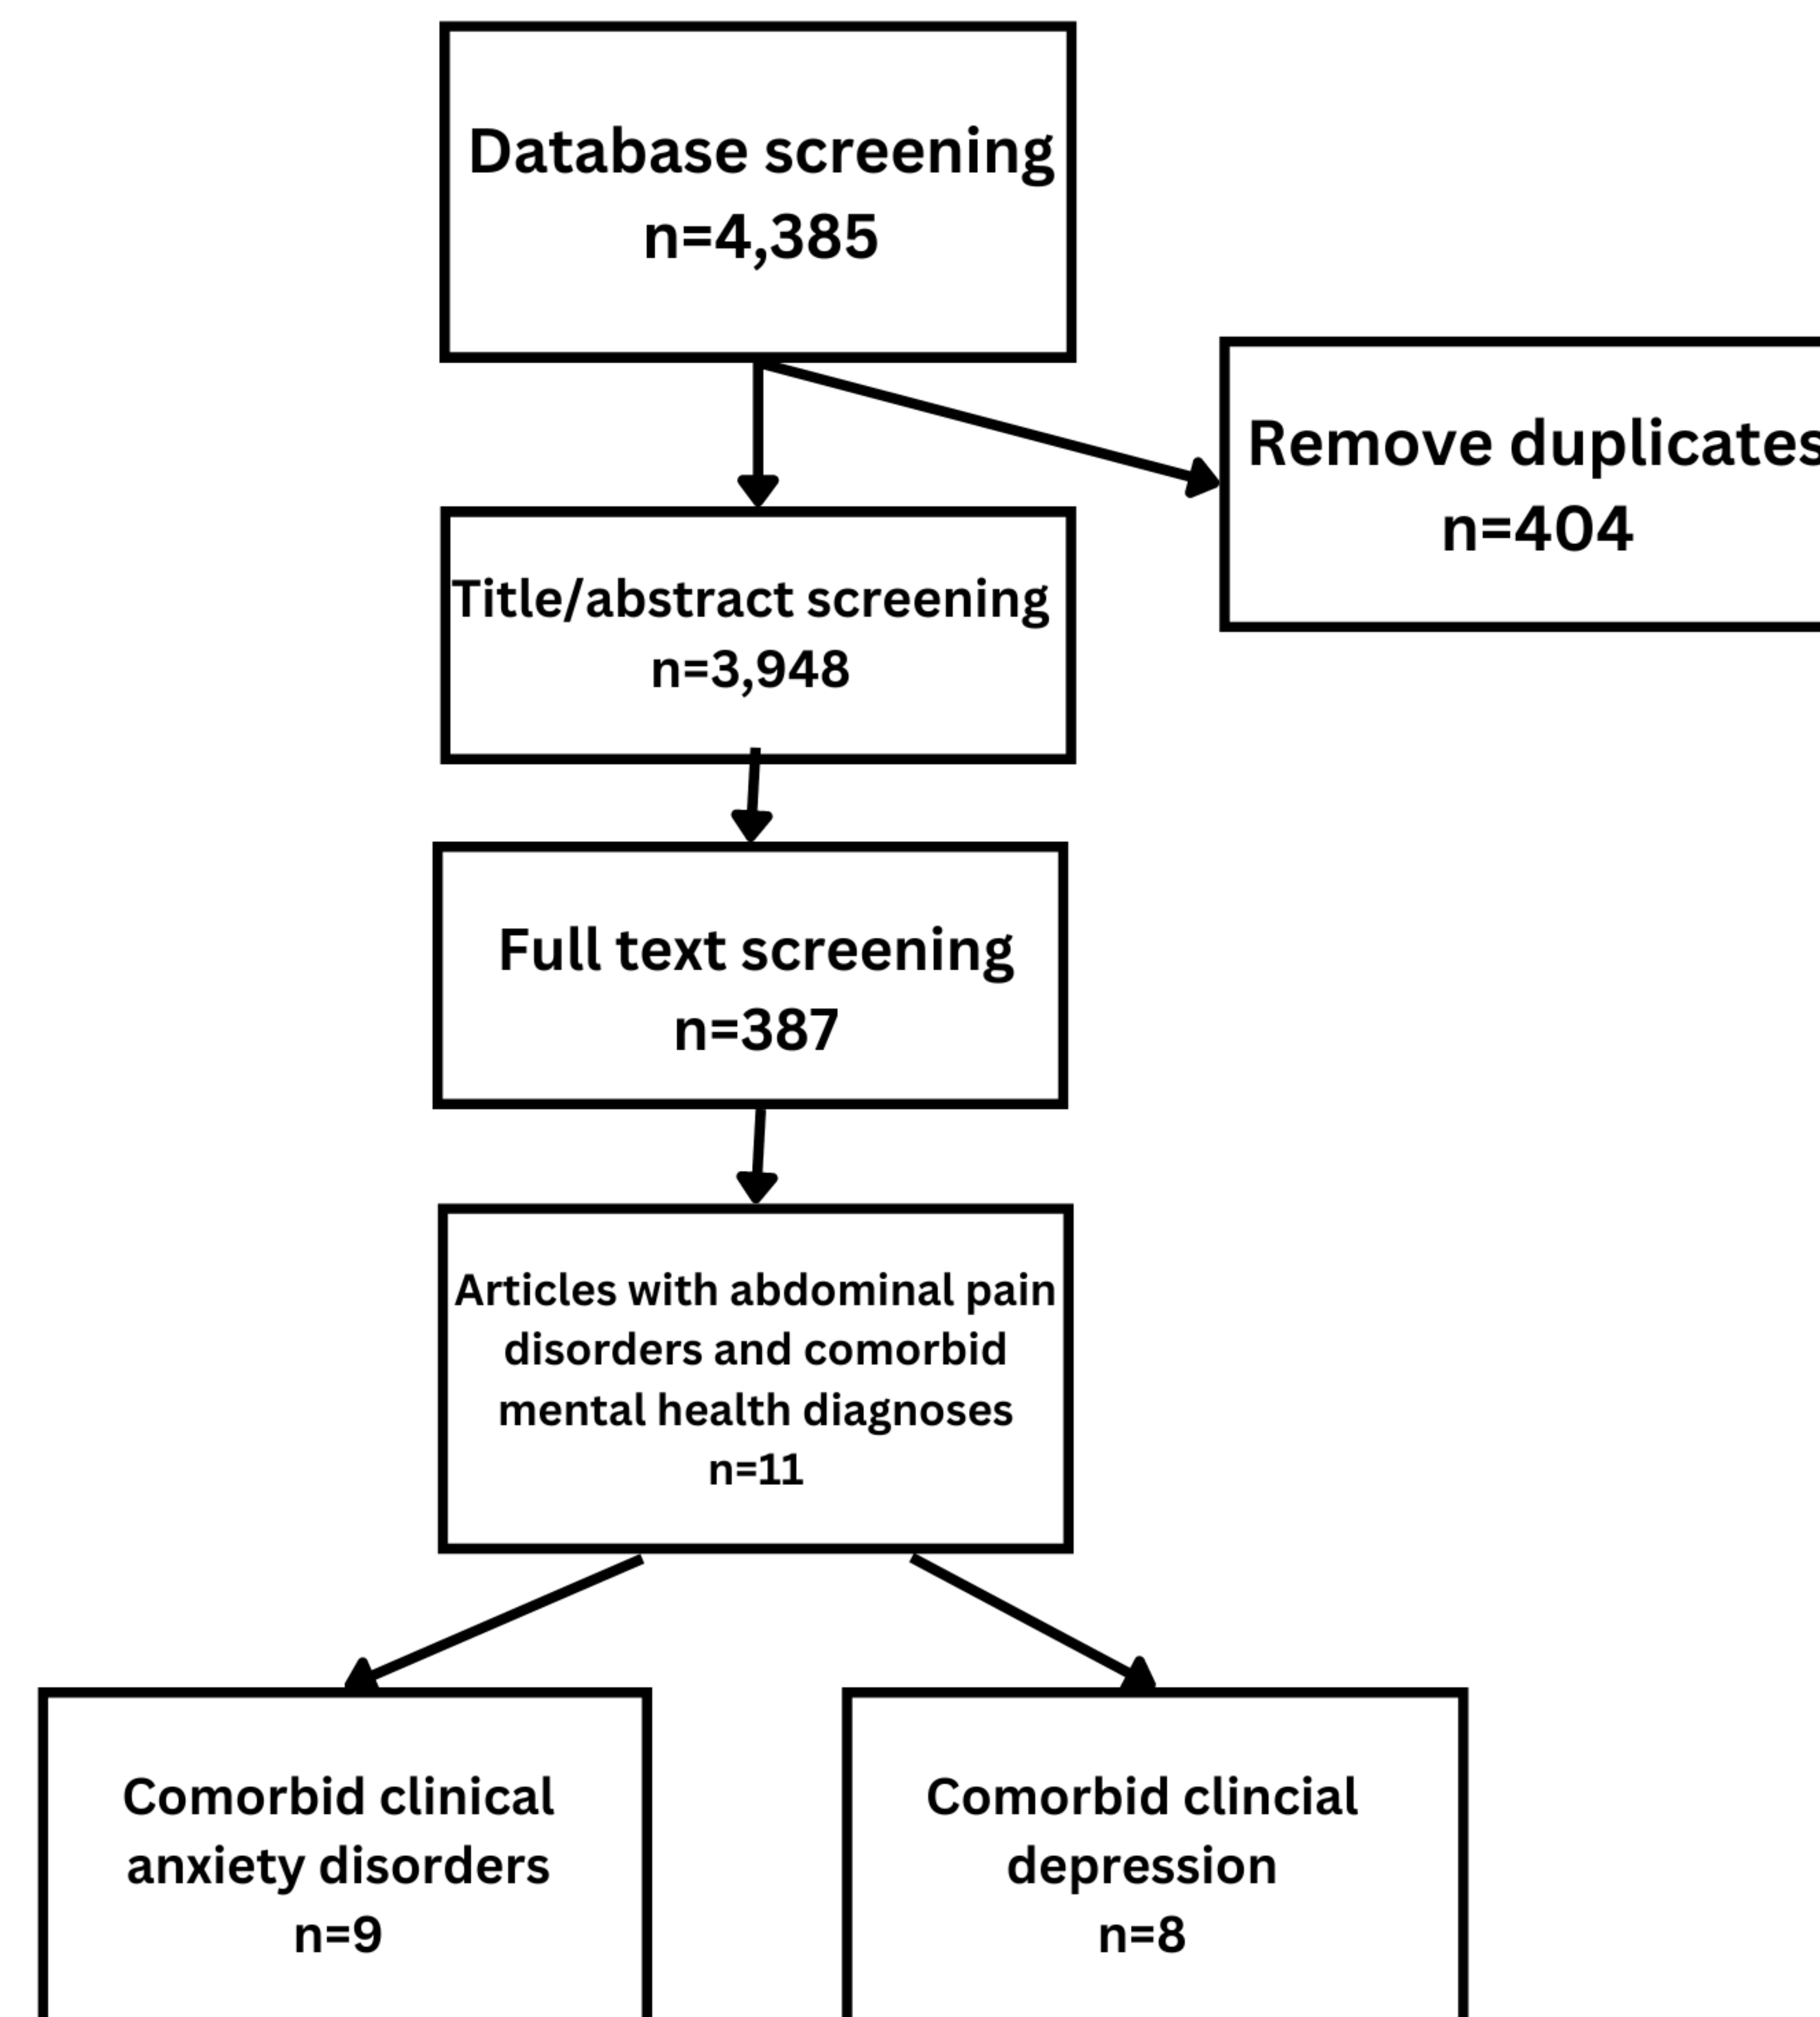 Database screening
n=4,385
Remove duplicates
n=404
Title/abstract screening
n=3,948
Full text screening
n=387
Articles with abdominal pain
disorders and comorbid
mental health diagnoses
n=11
Comorbid clinical
anxiety disorders
n=9
Comorbid clincial
depression
n=8